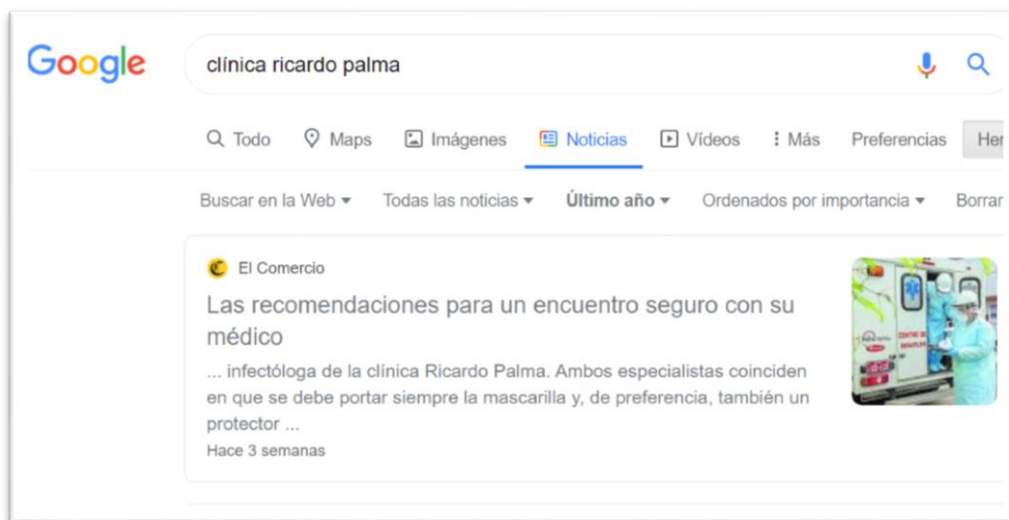 Google
clínica ricardo palma
Todo Maps Imágenes Noticias Vídeos Más Preferencias Her
Buscar en la Web Todas las noticias Último año Ordenados por importancia Borrar
El Comercio
Las recomendaciones para un encuentro seguro con su
médico
... infectóloga de la clínica Ricardo Palma. Ambos especialistas coinciden
en que se debe portar siempre la mascarilla y, de preferencia, también un
protector ...
Hace 3 semanas